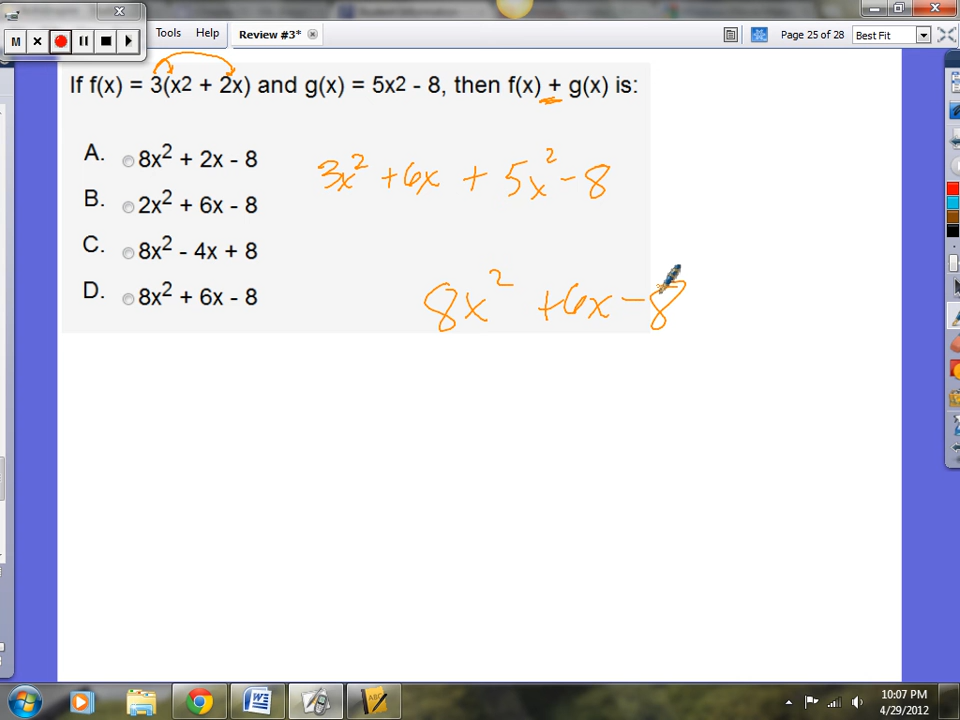 M
Tools Help Review #3* Page 25 of 28 Best Fit
If f(x) = 3(x2 + 2x) and g(x) = 5x2 - 8, then f(x) + g(x) is:
A. 8x² + 2x - 8
3x² + 6x + 5x² - 8
B. 2x² + 6x - 8
C. 8x² - 4x + 8
D. 8x² + 6x - 8
8x² + 6x - 8
W ABC
10:07 PM
4/29/2012